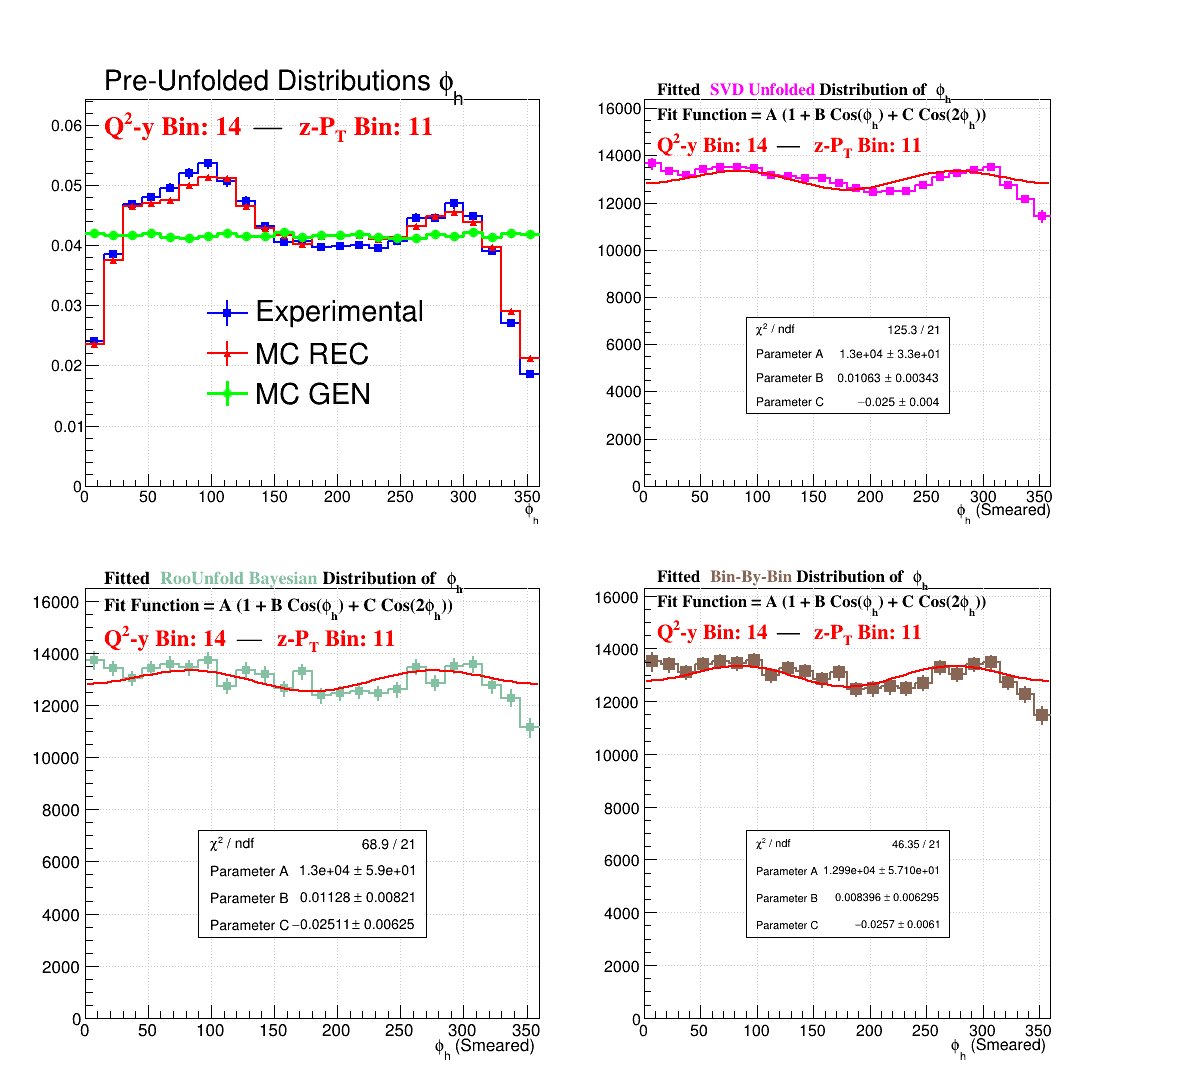 Pre-Unfolded Distributions ϕh
Q²-y Bin: 14 — z-PT Bin: 11
0.06
0.05
0.04
0.03
0.02
0.01
0
Experimental
MC REC
MC GEN
0 50 100 150 200 250 300 350
ϕh
Fitted SVD Unfolded Distribution of ϕh
Fit Function = A (1 + B Cos(ϕh) + C Cos(2ϕh))
Q²-y Bin: 14 — z-PT Bin: 11
16000
14000
12000
10000
8000
6000
4000
2000
0
χ² / ndf 125.3 / 21
Parameter A 1.3e+04 ± 3.3e+01
Parameter B 0.01063 ± 0.00343
Parameter C −0.025 ± 0.004
0 50 100 150 200 250 300 350
ϕh (Smeared)
Fitted RooUnfold Bayesian Distribution of ϕh
Fit Function = A (1 + B Cos(ϕh) + C Cos(2ϕh))
Q²-y Bin: 14 — z-PT Bin: 11
16000
14000
12000
10000
8000
6000
4000
2000
0
χ² / ndf 68.9 / 21
Parameter A 1.3e+04 ± 5.9e+01
Parameter B 0.01128 ± 0.00821
Parameter C −0.02511 ± 0.00625
0 50 100 150 200 250 300 350
ϕh (Smeared)
Fitted Bin-By-Bin Distribution of ϕh
Fit Function = A (1 + B Cos(ϕh) + C Cos(2ϕh))
Q²-y Bin: 14 — z-PT Bin: 11
16000
14000
12000
10000
8000
6000
4000
2000
0
χ² / ndf 46.35 / 21
Parameter A 1.299e+04 ± 5.710e+01
Parameter B 0.008396 ± 0.006295
Parameter C −0.0257 ± 0.0061
0 50 100 150 200 250 300 350
ϕh (Smeared)